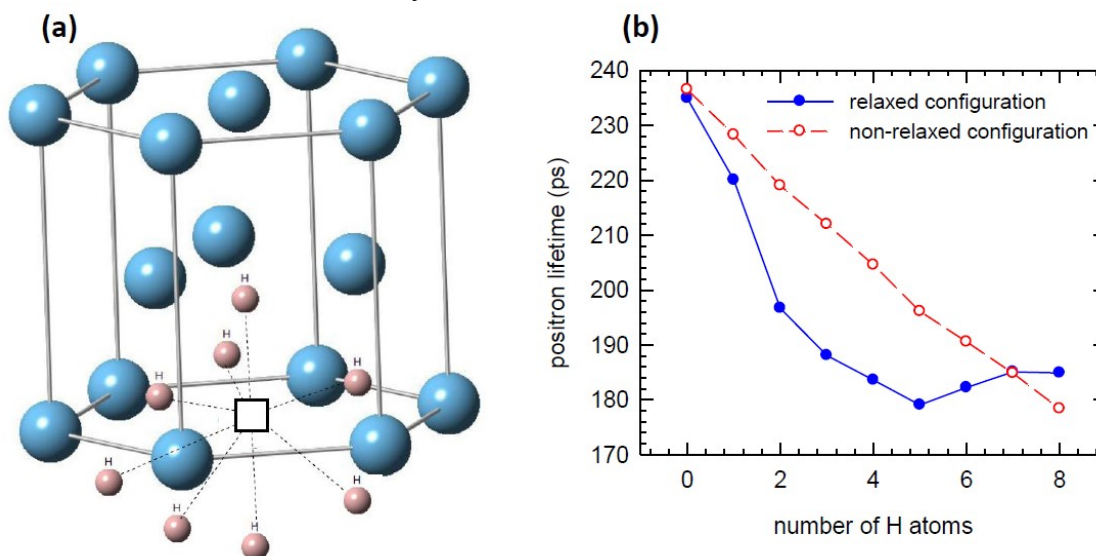 (a)
H
H
H
H
H
H
H
H
(b)
240
230
220
210
200
190
180
170
positron lifetime (ps)
relaxed configuration
non-relaxed configuration
0
2
4
6
8
number of H atoms